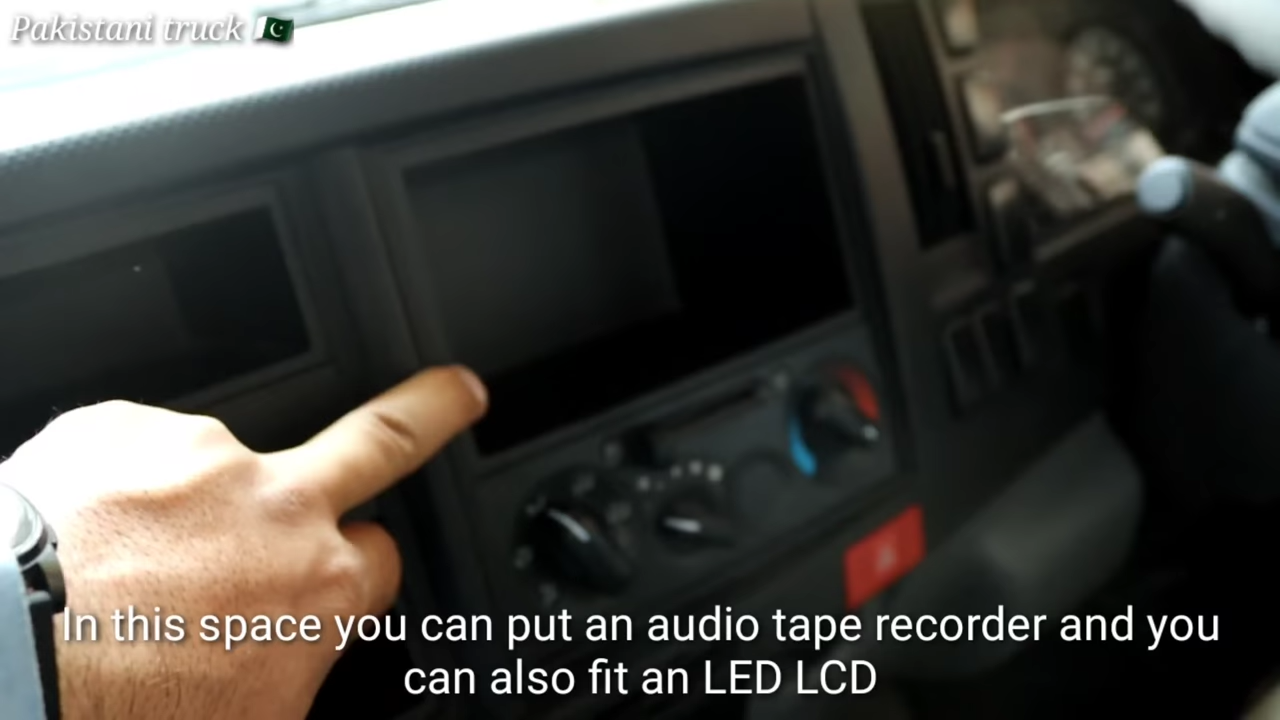 Pakistani truck 🇵🇰
In this space you can put an audio tape recorder and you
can also fit an LED LCD